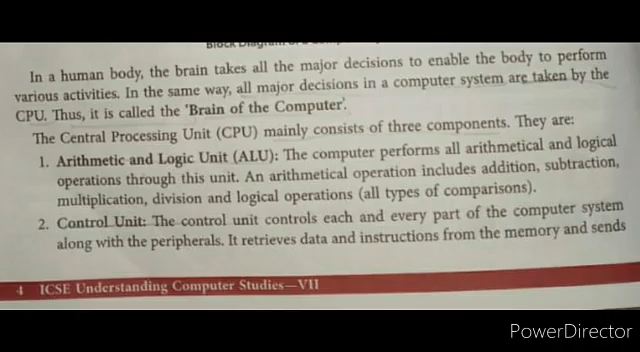 Block Diagram
In a human body, the brain takes all the major decisions to enable the body to perform
various activities. In the same way, all major decisions in a computer system are taken by the
CPU. Thus, it is called the 'Brain of the Computer'.
The Central Processing Unit (CPU) mainly consists of three components. They are:
1. Arithmetic and Logic Unit (ALU): The computer performs all arithmetical and logical
operations through this unit. An arithmetical operation includes addition, subtraction,
multiplication, division and logical operations (all types of comparisons).
2. Control Unit: The control unit controls each and every part of the computer system
along with the peripherals. It retrieves data and instructions from the memory and sends
4 ICSE Understanding Computer Studies—VII
PowerDirector